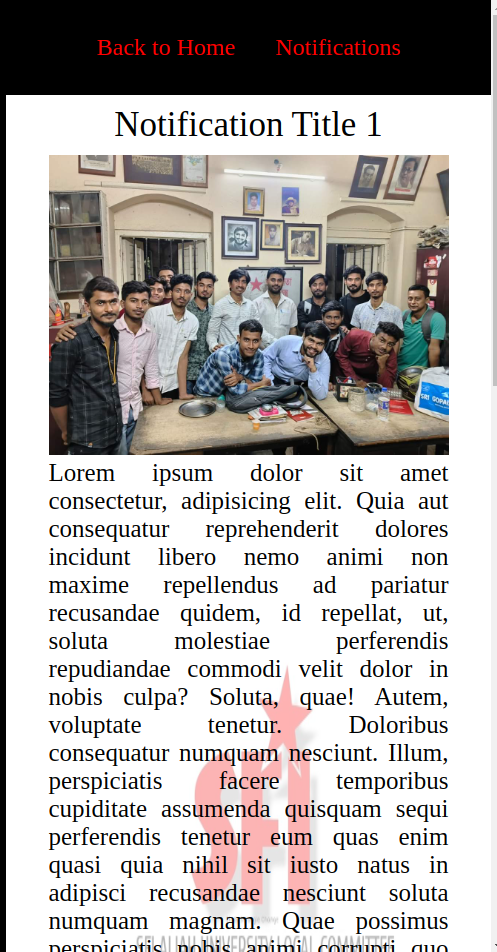 Back to Home Notifications
Notification Title 1
SRI GOPAL
Lorem ipsum dolor sit amet
consectetur, adipisicing elit. Quia aut
consequatur reprehenderit dolores
incidunt libero nemo animi non
maxime repellendus ad pariatur
recusandae quidem, id repellat, ut,
soluta molestiae perferendis
repudiandae commodi velit dolor in
nobis culpa? Soluta, quae! Autem,
voluptate tenetur. Doloribus
consequatur numquam nesciunt. Illum,
perspiciatis facere temporibus
cupiditate assumenda quisquam sequi
perferendis tenetur eum quas enim
quasi quia nihil sit iusto natus in
adipisci recusandae nesciunt soluta
numquam magnam. Quae possimus
perspiciatis nobis animi corrupti quo
SFI
SEALDAH UNIVERSITY LOCAL COMMITTEE